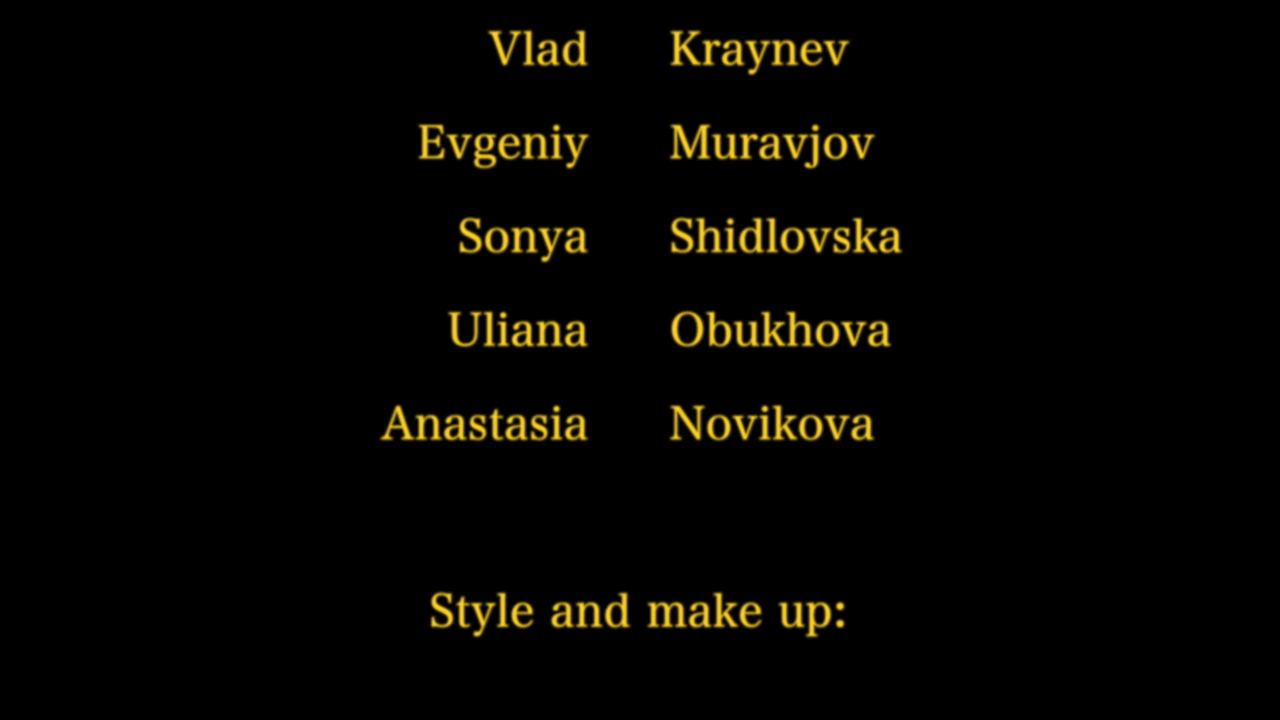 Vlad Kraynev
Evgeniy Muravjov
Sonya Shidlovska
Uliana Obukhova
Anastasia Novikova
Style and make up: